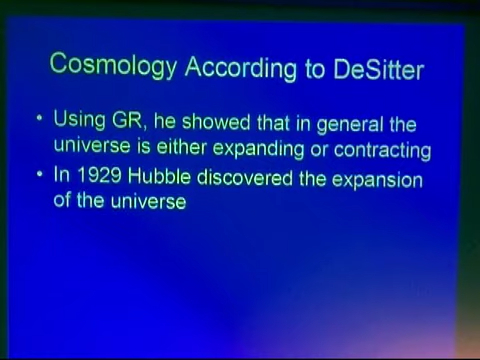 Cosmology According to DeSitter
• Using GR, he showed that in general the
universe is either expanding or contracting
• In 1929 Hubble discovered the expansion
of the universe